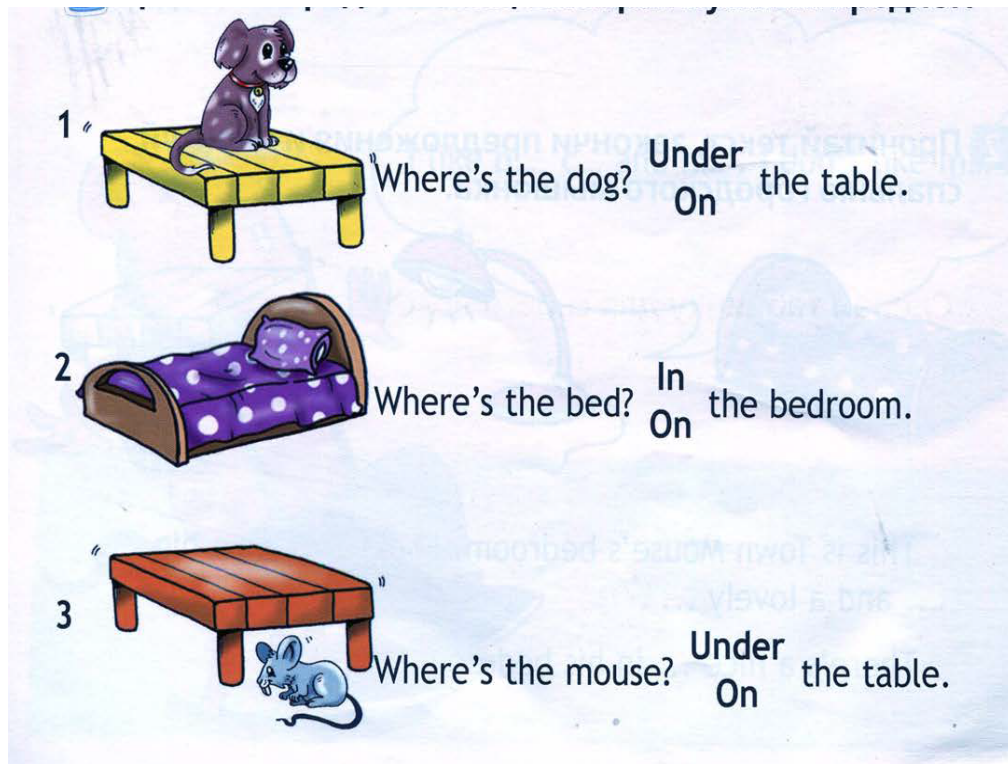 1
Where's the dog? Under the table.
On
2
Where's the bed? In the bedroom.
On
3
Where's the mouse? Under the table.
On